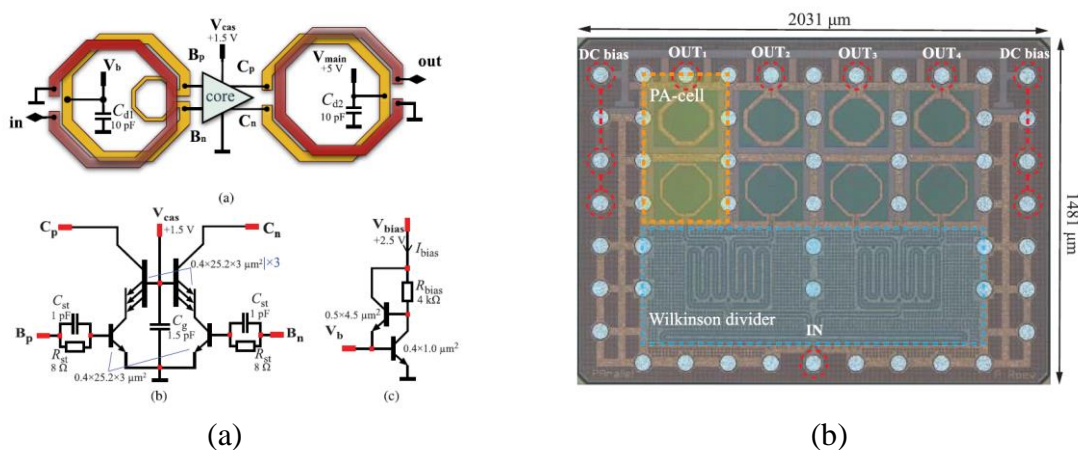 V_cas
+1.5 V
V_b
C_d1
10 pF
in
B_p
B_n
core
C_p
C_n
V_main
+5 V
C_d2
10 pF
out
(a)
C_p
V_cas
+1.5 V
C_n
0.4×25.2×3 µm²|×3
C_st
1 pF
B_p
R_st
8 Ω
C_g
1.5 pF
C_st
1 pF
B_n
R_st
8 Ω
0.4×25.2×3 µm²
(b)
V_bias
+2.5 V
I_bias
R_bias
4 kΩ
0.5×4.5 µm²
V_b
0.4×1.0 µm²
(c)
(a)
2031 µm
DC bias
OUT₁
OUT₂
OUT₃
OUT₄
DC bias
PA-cell
1481 µm
Wilkinson divider
IN
(b)